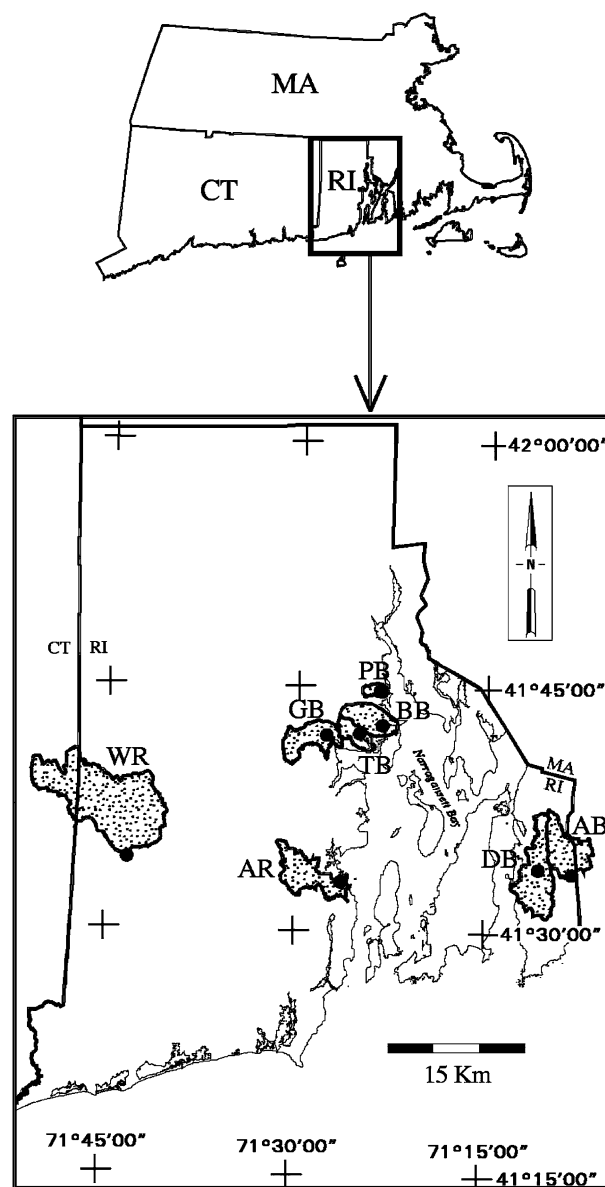 MA
CT
RI
42°00'00"
N
CT
RI
PB
41°45'00"
GB
BB
TB
WR
Narragansett Bay
MA
RI
AB
DB
AR
41°30'00"
15 Km
71°45'00"
71°30'00"
71°15'00"
41°15'00"